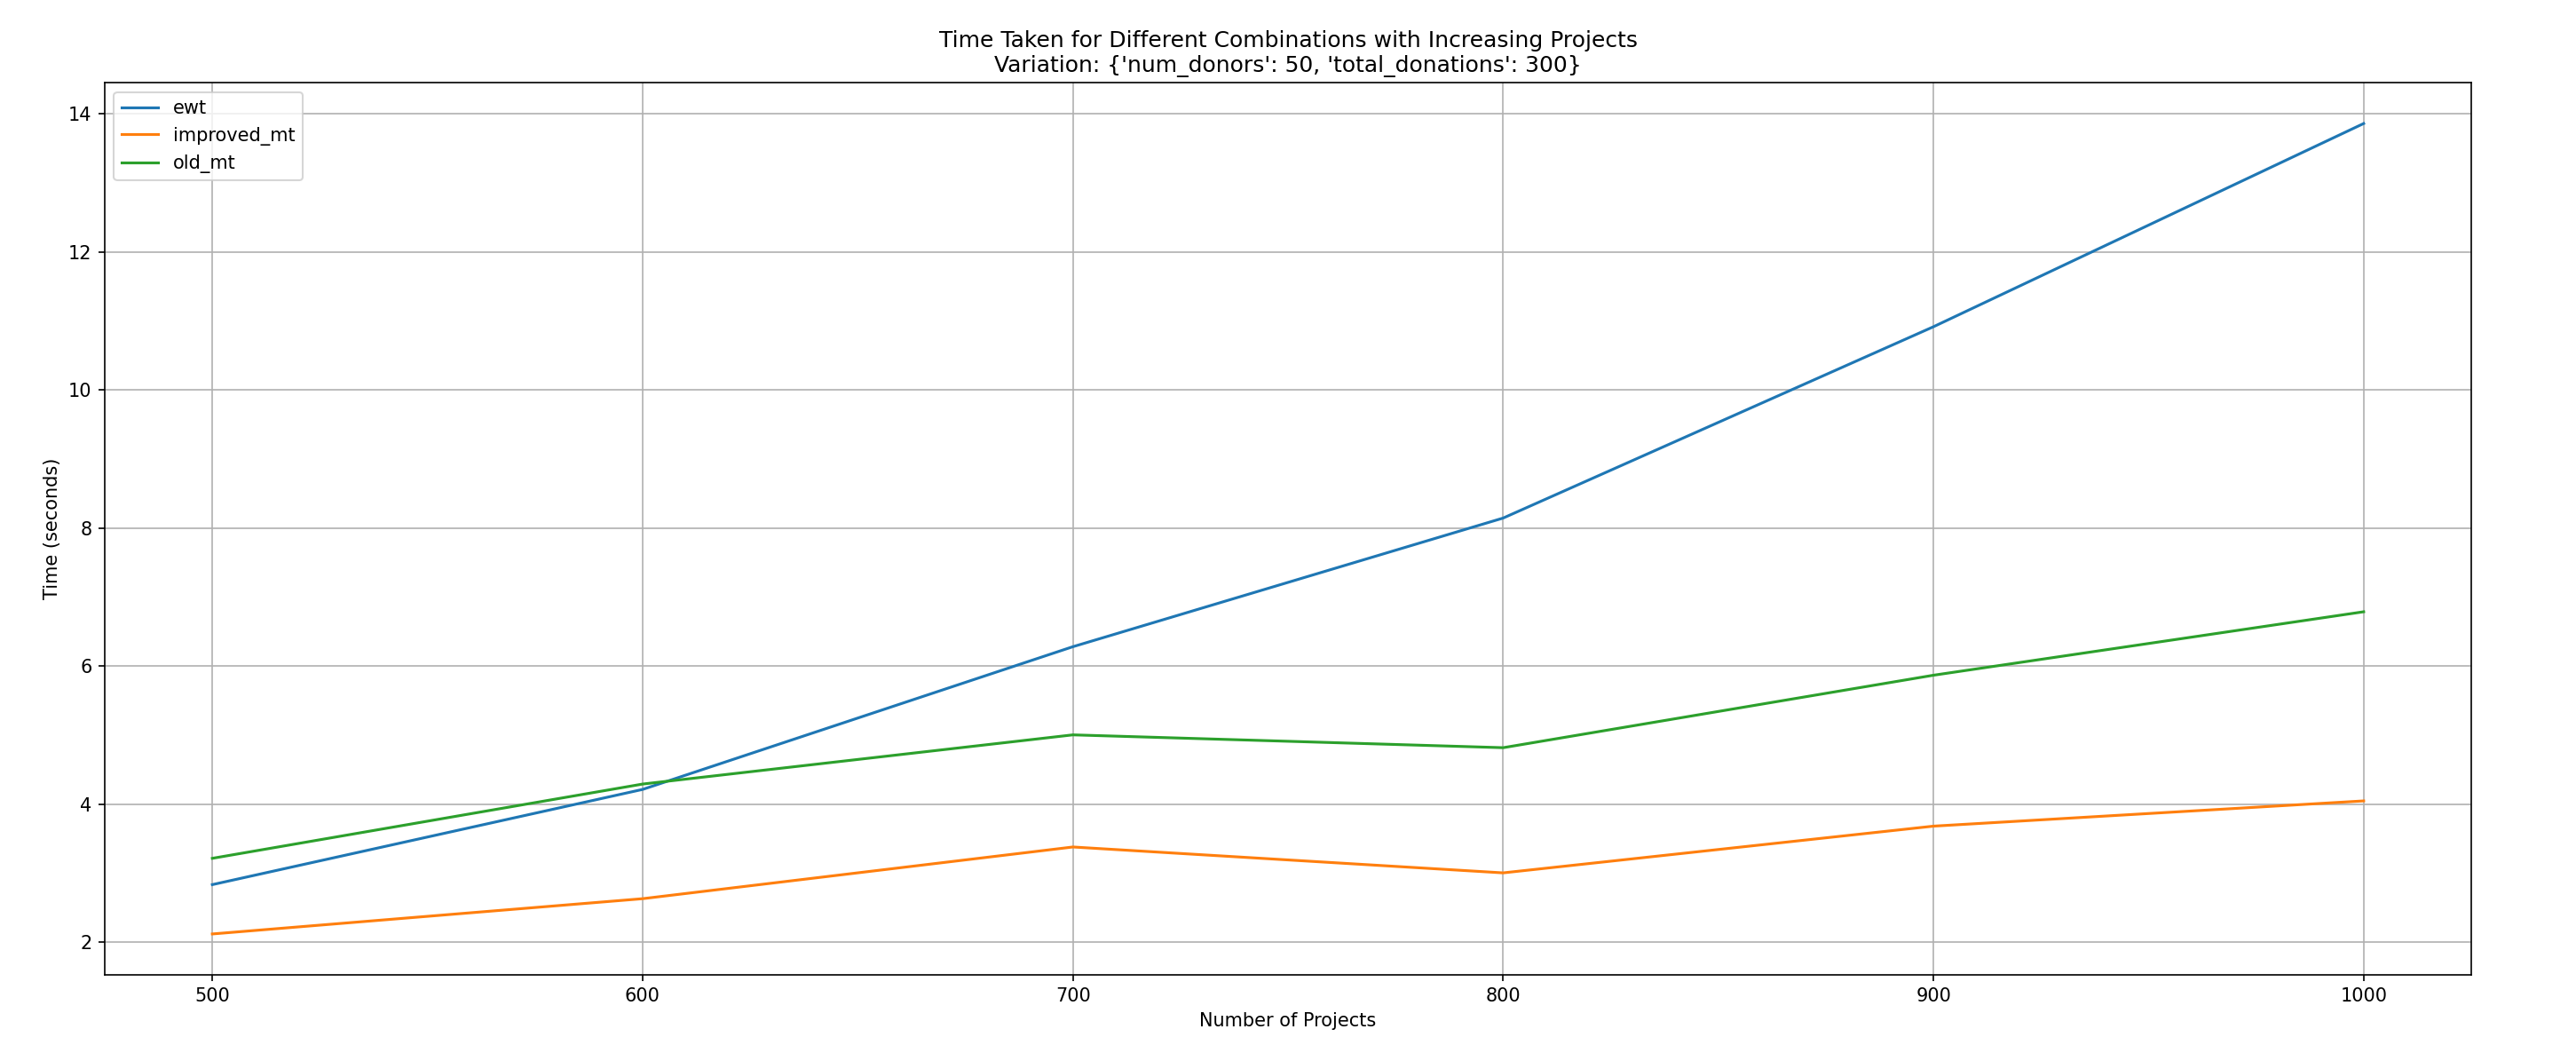 Time Taken for Different Combinations with Increasing Projects
Variation: {'num_donors': 50, 'total_donations': 300}
ewt
improved_mt
old_mt
14
12
10
8
6
4
2
Time (seconds)
500 600 700 800 900 1000
Number of Projects